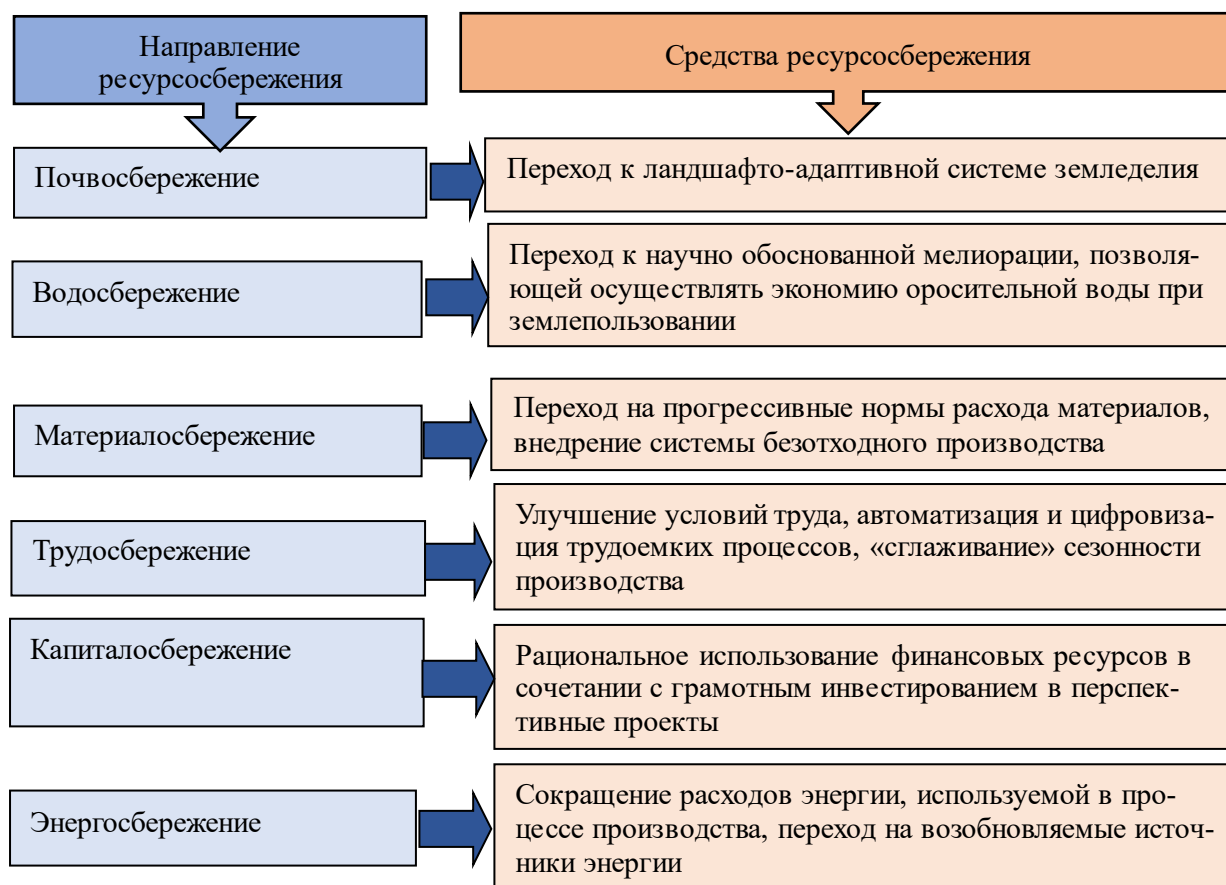 Направление
ресурсосбережения
Средства ресурсосбережения
Почвосбережение
Переход к ландшафто-адаптивной системе земледелия
Водосбережение
Переход к научно обоснованной мелиорации, позволя-
ющей осуществлять экономию оросительной воды при
землепользовании
Материалосбережение
Переход на прогрессивные нормы расхода материалов,
внедрение системы безотходного производства
Трудосбережение
Улучшение условий труда, автоматизация и цифровиза-
ция трудоемких процессов, «сглаживание» сезонности
производства
Капиталосбережение
Рациональное использование финансовых ресурсов в
сочетании с грамотным инвестированием в перспек-
тивные проекты
Энергосбережение
Сокращение расходов энергии, используемой в про-
цессе производства, переход на возобновляемые источ-
ники энергии